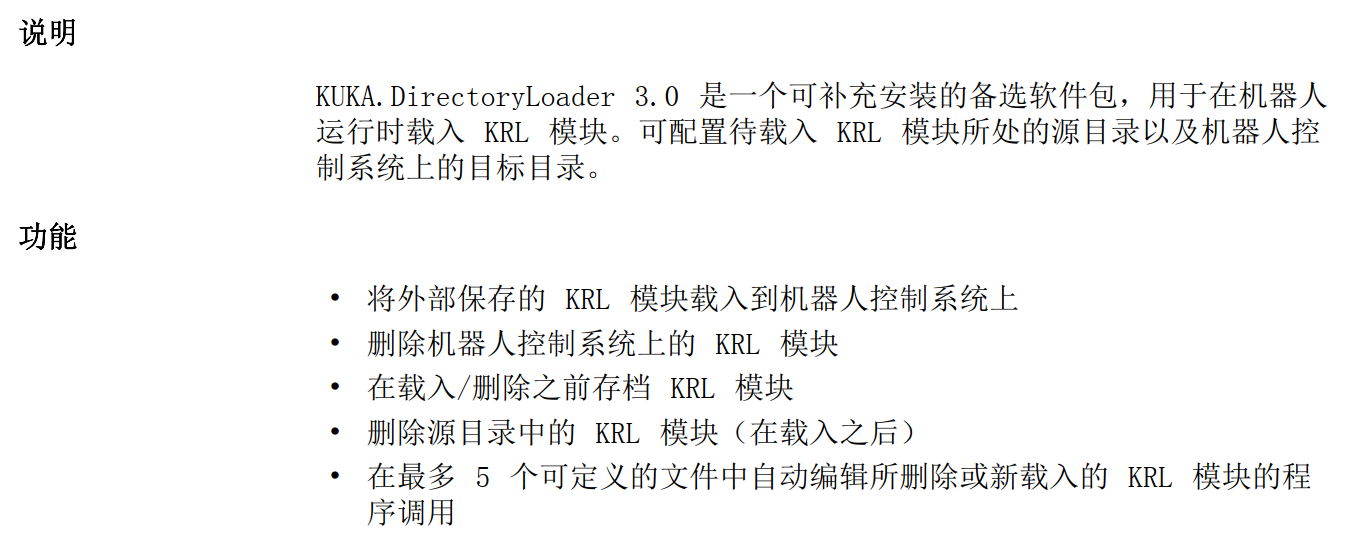 说明
KUKA.DirectoryLoader 3.0 是一个可补充安装的备选软件包，用于在机器人
运行时载入 KRL 模块。可配置待载入 KRL 模块所处的源目录以及机器人控
制系统上的目标目录。
功能
• 将外部保存的 KRL 模块载入到机器人控制系统上
• 删除机器人控制系统上的 KRL 模块
• 在载入/删除之前存档 KRL 模块
• 删除源目录中的 KRL 模块（在载入之后）
• 在最多 5 个可定义的文件中自动编辑所删除或新载入的 KRL 模块的程
序调用